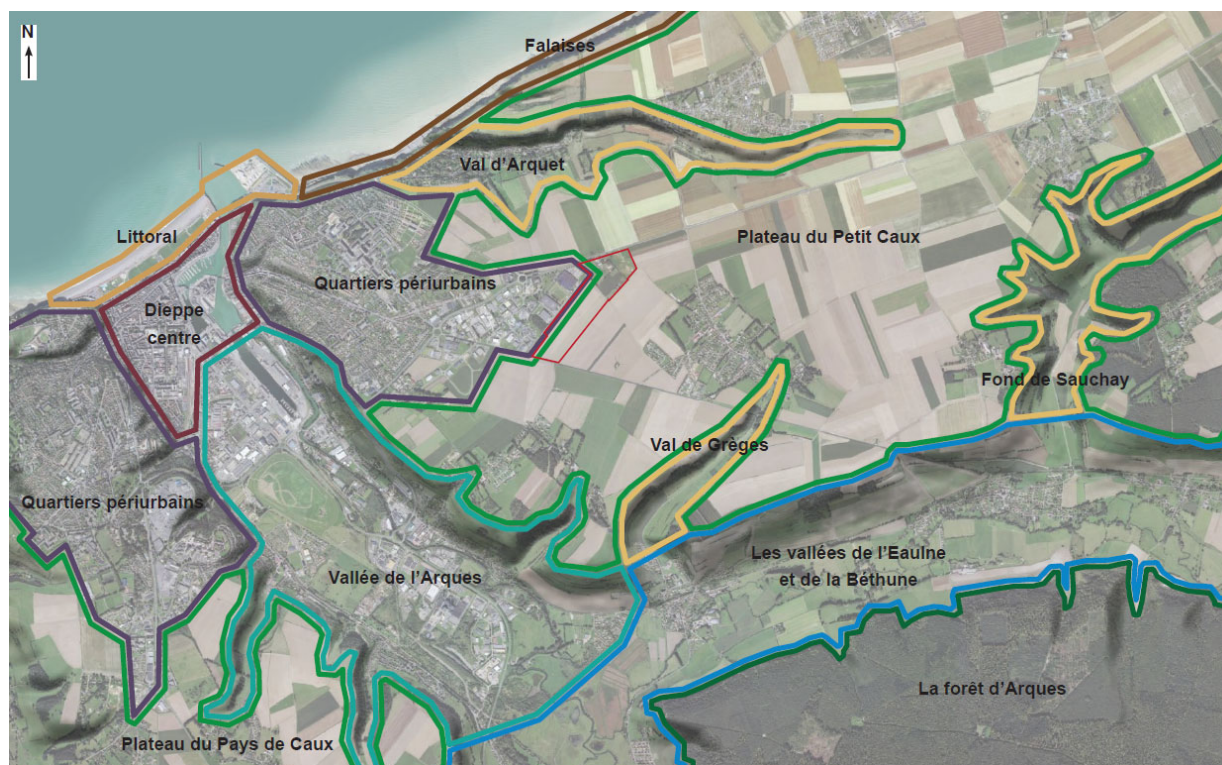 N
Falaises
Val d'Arquet
Littoral
Plateau du Petit Caux
Quartiers périurbains
Dieppe
centre
Fond de Sauchay
Val de Grèges
Quartiers périurbains
Les vallées de l'Eaulne
et de la Béthune
Vallée de l'Arques
La forêt d'Arques
Plateau du Pays de Caux